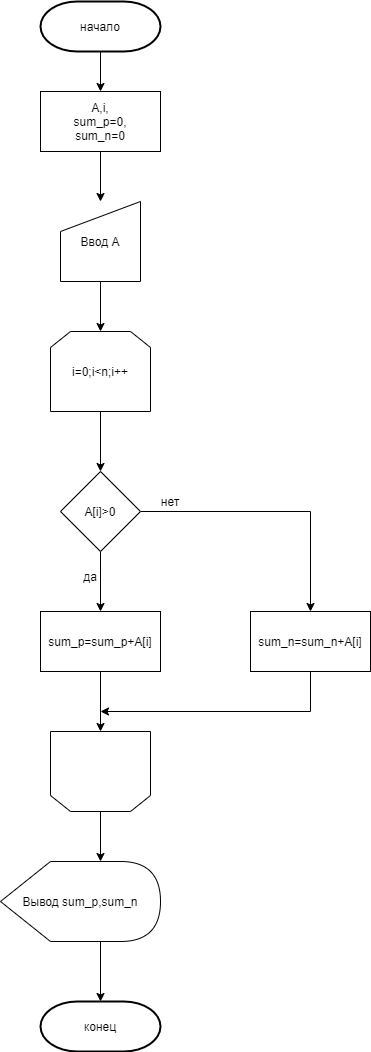 начало
A,i,
sum_p=0,
sum_n=0
Ввод A
i=0;i<n;i++
A[i]>0
нет
да
sum_p=sum_p+A[i]
sum_n=sum_n+A[i]
Вывод sum_p,sum_n
конец